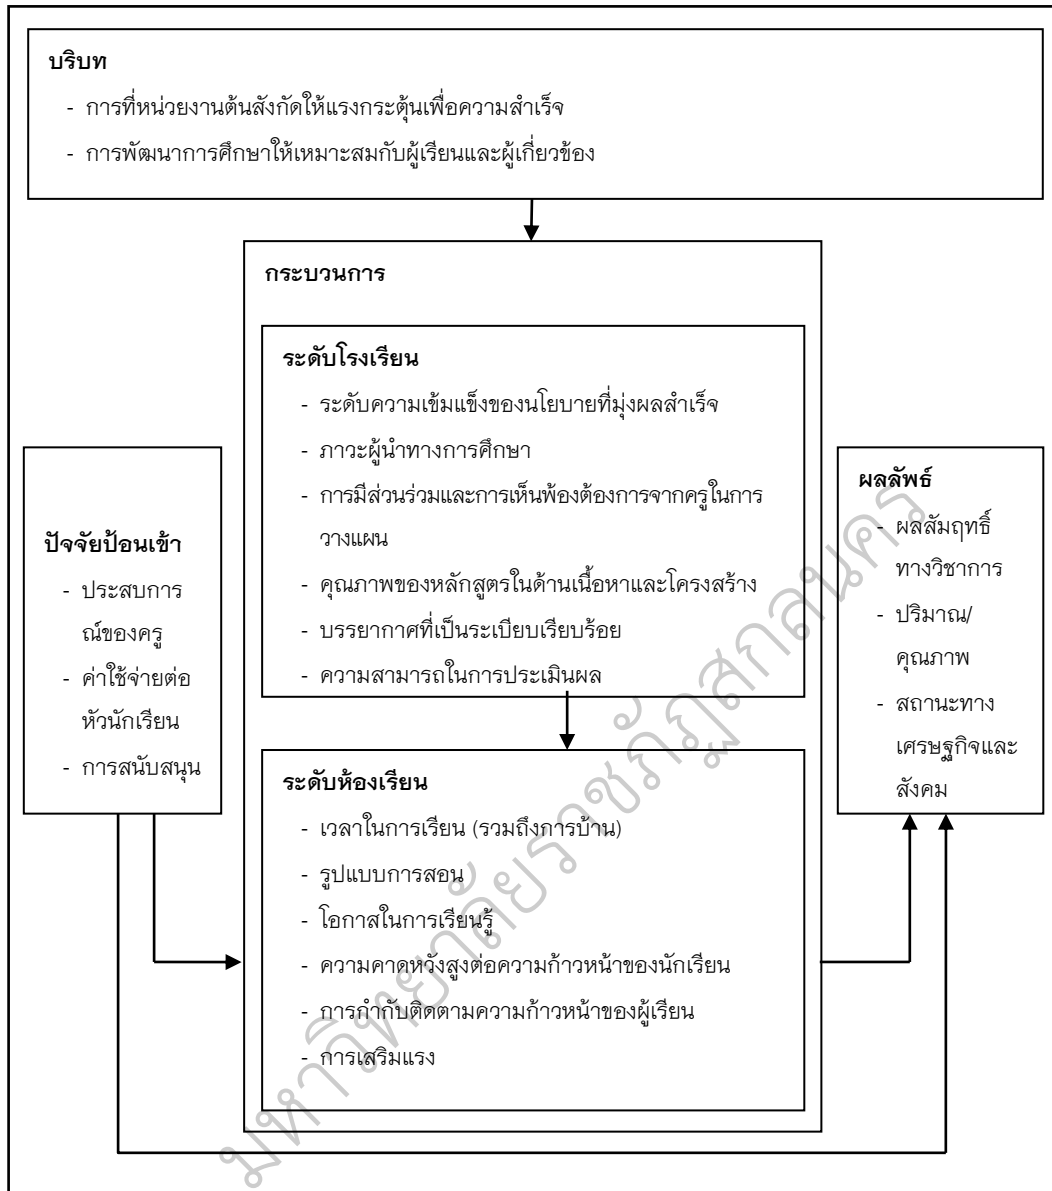 บริบท
- การที่หน่วยงานต้นสังกัดให้แรงกระตุ้นเพื่อความสำเร็จ
- การพัฒนาการศึกษาให้เหมาะสมกับผู้เรียนและผู้เกี่ยวข้อง
กระบวนการ
ระดับโรงเรียน
- ระดับความเข้มแข็งของนโยบายที่มุ่งผลสำเร็จ
- ภาวะผู้นำทางการศึกษา
- การมีส่วนร่วมและการเห็นพ้องต้องการจากครูในการ
วางแผน
- คุณภาพของหลักสูตรในด้านเนื้อหาและโครงสร้าง
- บรรยากาศที่เป็นระเบียบเรียบร้อย
- ความสามารถในการประเมินผล
ปัจจัยป้อนเข้า
- ประสบการ
ณ์ของครู
- ค่าใช้จ่ายต่อ
หัวนักเรียน
- การสนับสนุน
ระดับห้องเรียน
- เวลาในการเรียน (รวมถึงการบ้าน)
- รูปแบบการสอน
- โอกาสในการเรียนรู้
- ความคาดหวังสูงต่อความก้าวหน้าของนักเรียน
- การกำกับติดตามความก้าวหน้าของผู้เรียน
- การเสริมแรง
ผลลัพธ์
- ผลสัมฤทธิ์
ทางวิชาการ
- ปริมาณ/
คุณภาพ
- สถานะทาง
เศรษฐกิจและ
สังคม
มหาวิทยาลัยราชภัฏสกลนคร